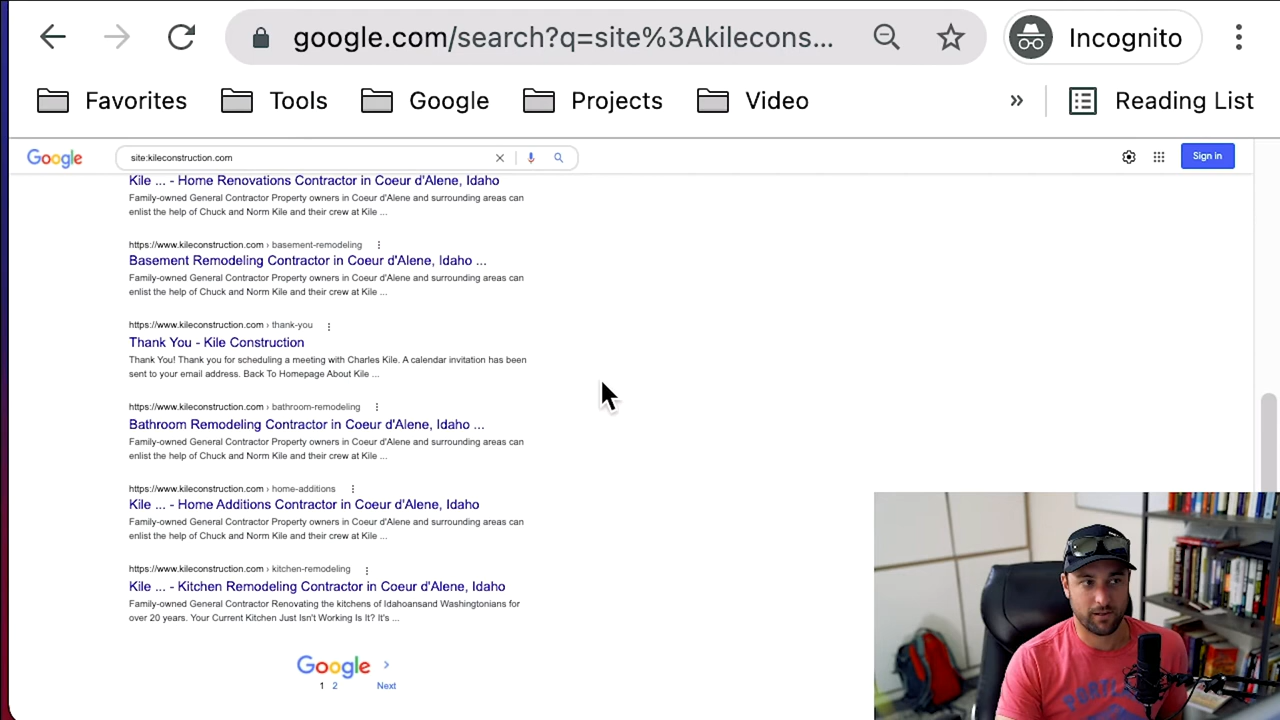 google.com/search?q=site%3Akilecons...
Incognito
Favorites
Tools
Google
Projects
Video
»
Reading List
Google
site:kileconstruction.com
Sign in
Kile ... - Home Renovations Contractor in Coeur d'Alene, Idaho
Family-owned General Contractor Property owners in Coeur d'Alene and surrounding areas can
enlist the help of Chuck and Norm Kile and their crew at Kile ...
https://www.kileconstruction.com › basement-remodeling
Basement Remodeling Contractor in Coeur d'Alene, Idaho ...
Family-owned General Contractor Property owners in Coeur d'Alene and surrounding areas can
enlist the help of Chuck and Norm Kile and their crew at Kile ...
https://www.kileconstruction.com › thank-you
Thank You - Kile Construction
Thank You! Thank you for scheduling a meeting with Charles Kile. A calendar invitation has been
sent to your email address. Back To Homepage About Kile ...
https://www.kileconstruction.com › bathroom-remodeling
Bathroom Remodeling Contractor in Coeur d'Alene, Idaho ...
Family-owned General Contractor Property owners in Coeur d'Alene and surrounding areas can
enlist the help of Chuck and Norm Kile and their crew at Kile ...
https://www.kileconstruction.com › home-additions
Kile ... - Home Additions Contractor in Coeur d'Alene, Idaho
Family-owned General Contractor Property owners in Coeur d'Alene and surrounding areas can
enlist the help of Chuck and Norm Kile and their crew at Kile ...
https://www.kileconstruction.com › kitchen-remodeling
Kile ... - Kitchen Remodeling Contractor in Coeur d'Alene, Idaho
Family-owned General Contractor Renovating the kitchens of Idahoansand Washingtonians for
over 20 years. Your Current Kitchen Just Isn't Working Is It? It's ...
Google ›
1 2 Next